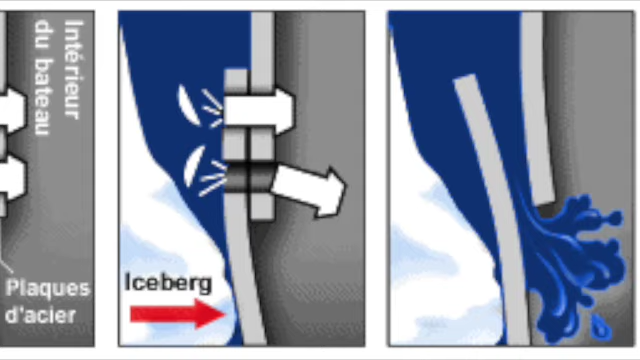 Intérieur
du bateau
Plaques
d'acier
Iceberg